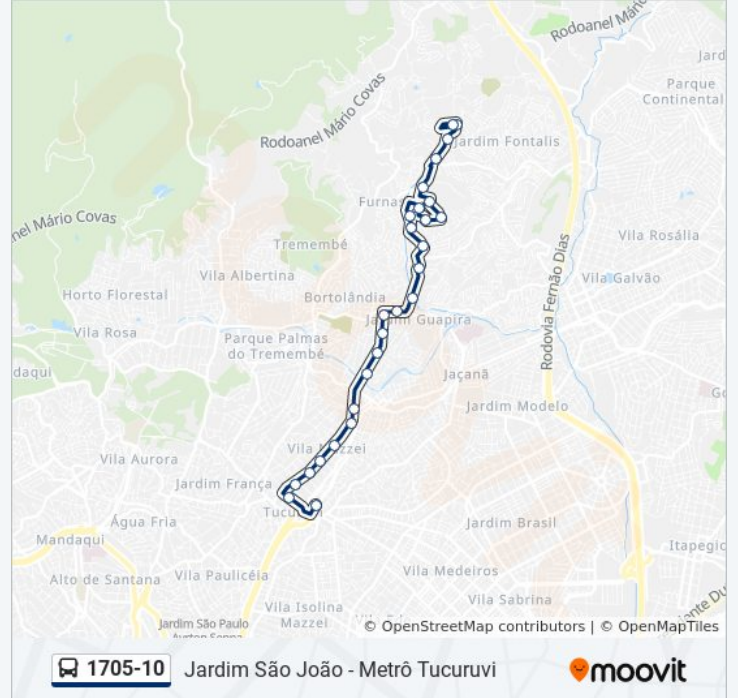 Rodoanel Mário
Jard
Parque
Continental
Rodoanel Mário Covas
Jardim Fontalis
Furnas
nel Mário Covas
Vila Rosália
Tremembé
Vila Albertina
Rodovia Fernão Dias
Vila Galvão
Horto Florestal
Bortolândia
Jardim Guapira
Vila Rosa
Parque Palmas
do Tremembé
daqui
Jaçanã
Jardim Modelo
Vila Mazzei
Vila Aurora
Jardim França
Tucuruvi
Água Fria
Jardim Brasil
Mandaqui
Itapegic
Alto de Santana
Vila Paulicéia
Vila Medeiros
Vila Sabrina
Vila Isolina
Mazzei
Jardim São Paulo
Ayrton Senna
© OpenStreetMap contributors | © OpenMapTiles
1705-10 Jardim São João - Metrô Tucuruvi
moovit